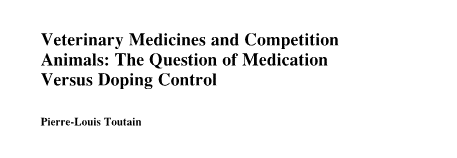 Veterinary Medicines and Competition
Animals: The Question of Medication
Versus Doping Control
Pierre-Louis Toutain